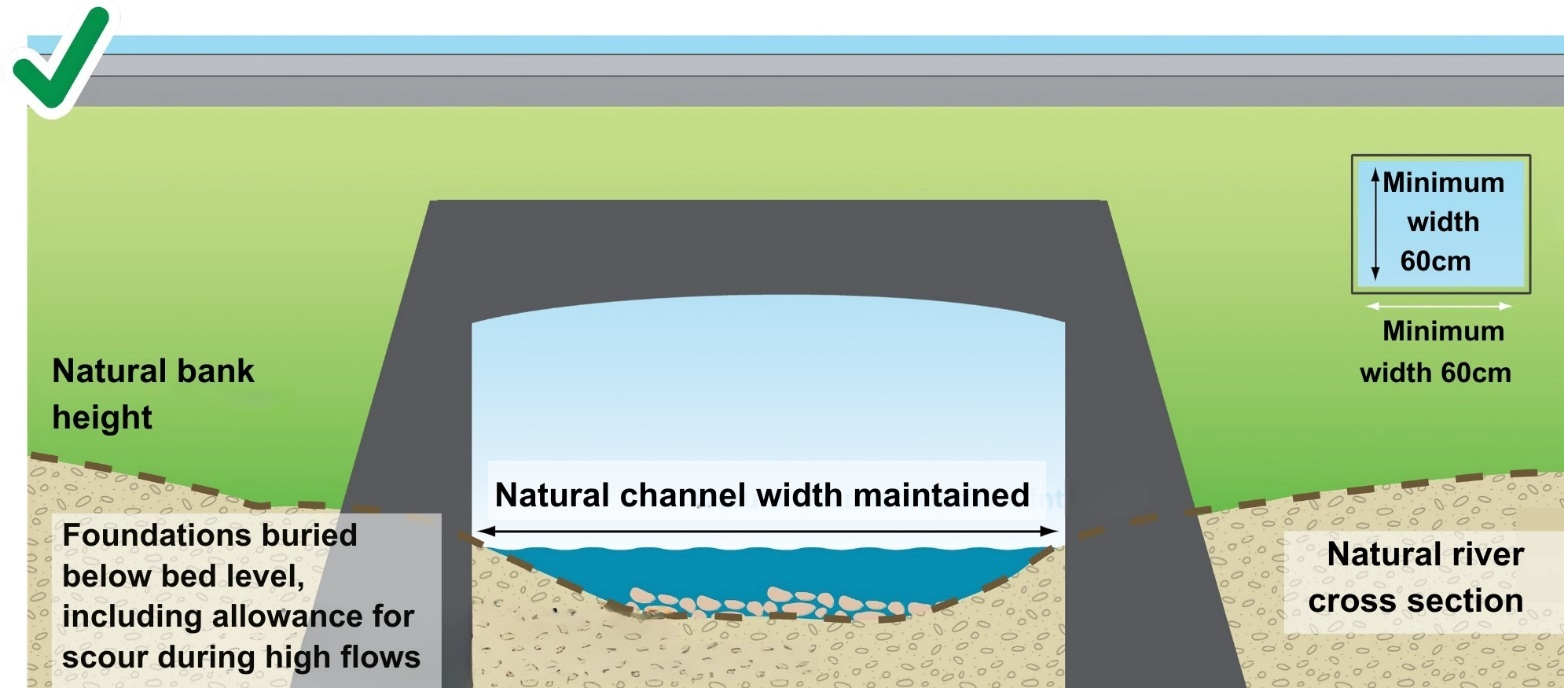 Minimum
width
60cm
Minimum
width 60cm
Natural bank
height
Natural channel width maintained
Foundations buried
below bed level,
including allowance for
scour during high flows
Natural river
cross section